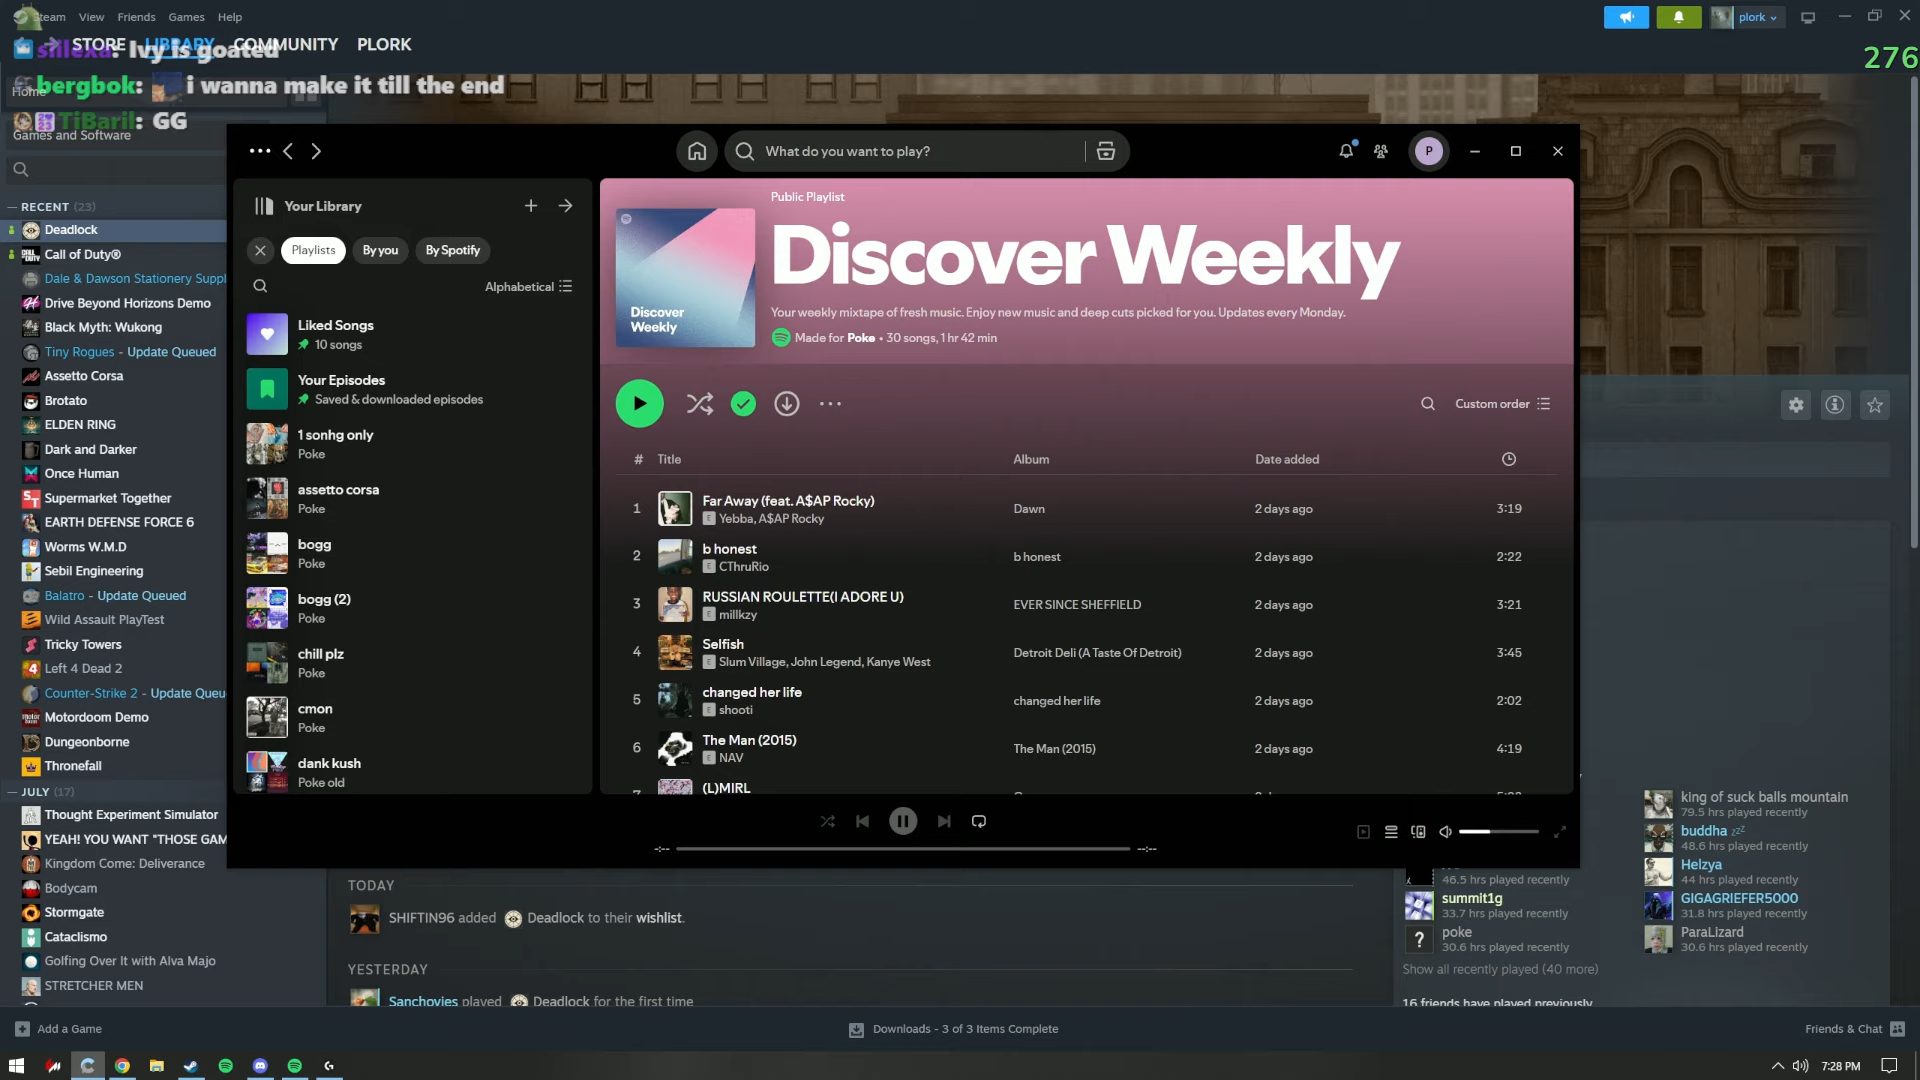 Steam View Friends Games Help
plork
STORE LIBRARY COMMUNITY PLORK
sillexa: Ivy is goated
276
bergbok: i wanna make it till the end
Home
TiBaril: GG
Games and Software
What do you want to play?
P
RECENT (23)
Deadlock
Call of Duty®
Dale & Dawson Stationery Suppl
Drive Beyond Horizons Demo
Black Myth: Wukong
Tiny Rogues - Update Queued
Assetto Corsa
Brotato
ELDEN RING
Dark and Darker
Once Human
Supermarket Together
EARTH DEFENSE FORCE 6
Worms W.M.D
Sebil Engineering
Balatro - Update Queued
Wild Assault PlayTest
Tricky Towers
Left 4 Dead 2
Counter-Strike 2 - Update Queu
Motordoom Demo
Dungeonborne
Thronefall
JULY (17)
Thought Experiment Simulator
YEAH! YOU WANT "THOSE GAM
Kingdom Come: Deliverance
Bodycam
Stormgate
Cataclismo
Golfing Over It with Alva Majo
STRETCHER MEN
Your Library
Playlists By you By Spotify
Alphabetical
Liked Songs
10 songs
Your Episodes
Saved & downloaded episodes
1 sonhg only
Poke
assetto corsa
Poke
bogg
Poke
bogg (2)
Poke
chill plz
Poke
cmon
Poke
dank kush
Poke old
Public Playlist
Discover Weekly
Discover
Weekly
Your weekly mixtape of fresh music. Enjoy new music and deep cuts picked for you. Updates every Monday.
Made for Poke • 30 songs, 1 hr 42 min
Custom order
# Title Album Date added
1 Far Away (feat. A$AP Rocky) Dawn 2 days ago 3:19
E Yebba, A$AP Rocky
2 b honest b honest 2 days ago 2:22
E CThruRio
3 RUSSIAN ROULETTE(I ADORE U) EVER SINCE SHEFFIELD 2 days ago 3:21
E millkzy
4 Selfish Detroit Deli (A Taste Of Detroit) 2 days ago 3:45
E Slum Village, John Legend, Kanye West
5 changed her life changed her life 2 days ago 2:02
E shooti
6 The Man (2015) The Man (2015) 2 days ago 4:19
E NAV
(L)MIRL
-:-- --:--
TODAY
SHIFTIN96 added Deadlock to their wishlist.
YESTERDAY
Sanchovies played Deadlock for the first time
46.5 hrs played recently
summit1g
33.7 hrs played recently
poke
30.6 hrs played recently
king of suck balls mountain
79.5 hrs played recently
buddha zzZ
48.6 hrs played recently
Helzya
44 hrs played recently
GIGAGRIEFER5000
31.8 hrs played recently
ParaLizard
30.6 hrs played recently
Show all recently played (40 more)
16 friends have played previously
Add a Game
Downloads - 3 of 3 Items Complete
Friends & Chat
7:28 PM